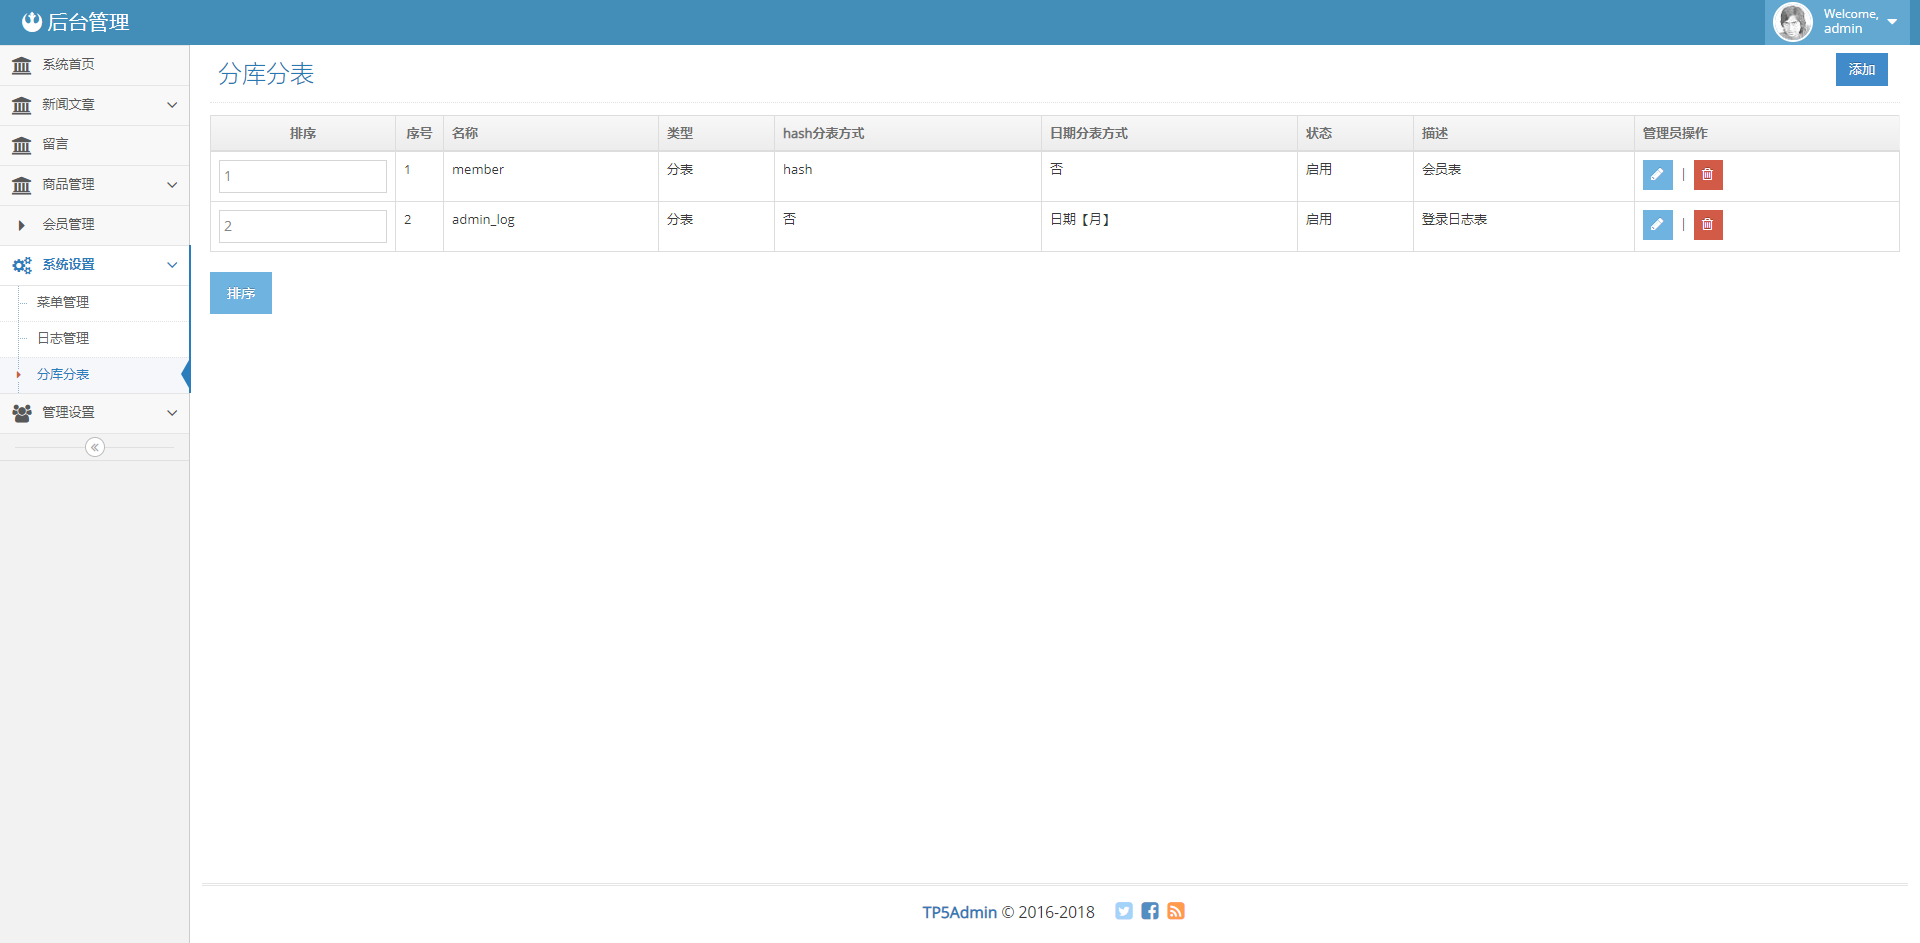 后台管理
Welcome,
admin
系统首页
新闻文章
留言
商品管理
会员管理
系统设置
菜单管理
日志管理
分库分表
管理设置
分库分表
添加
排序 序号 名称 类型 hash分表方式 日期分表方式 状态 描述 管理员操作
1 1 member 分表 hash 否 启用 会员表 |
2 2 admin_log 分表 否 日期【月】 启用 登录日志表 |
排序
TP5Admin © 2016-2018